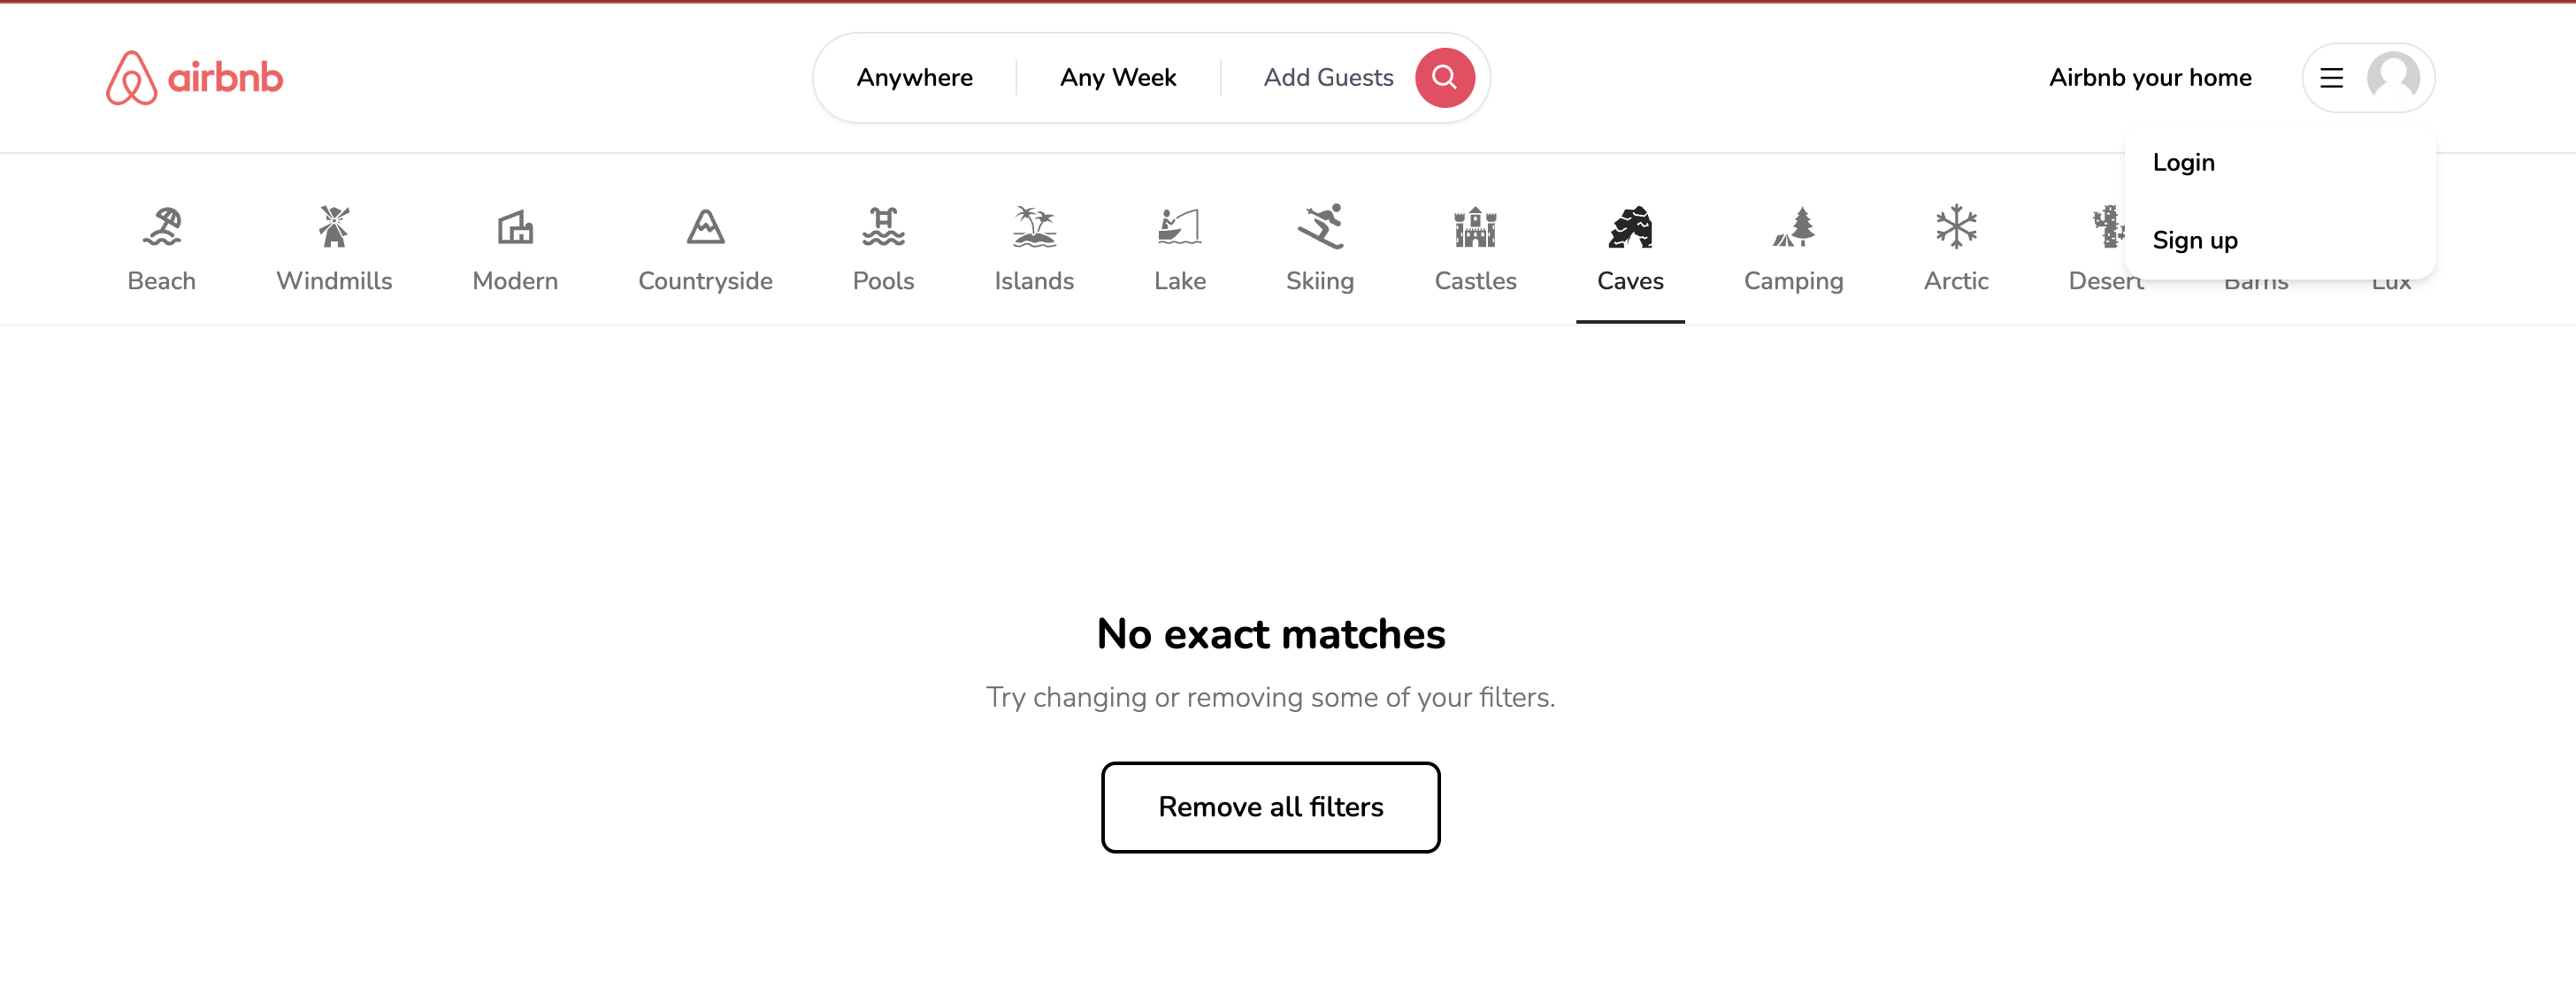 airbnb
Anywhere
Any Week
Add Guests
Airbnb your home
Login
Sign up
Beach
Windmills
Modern
Countryside
Pools
Islands
Lake
Skiing
Castles
Caves
Camping
Arctic
Desert
Barns
Lux
No exact matches
Try changing or removing some of your filters.
Remove all filters